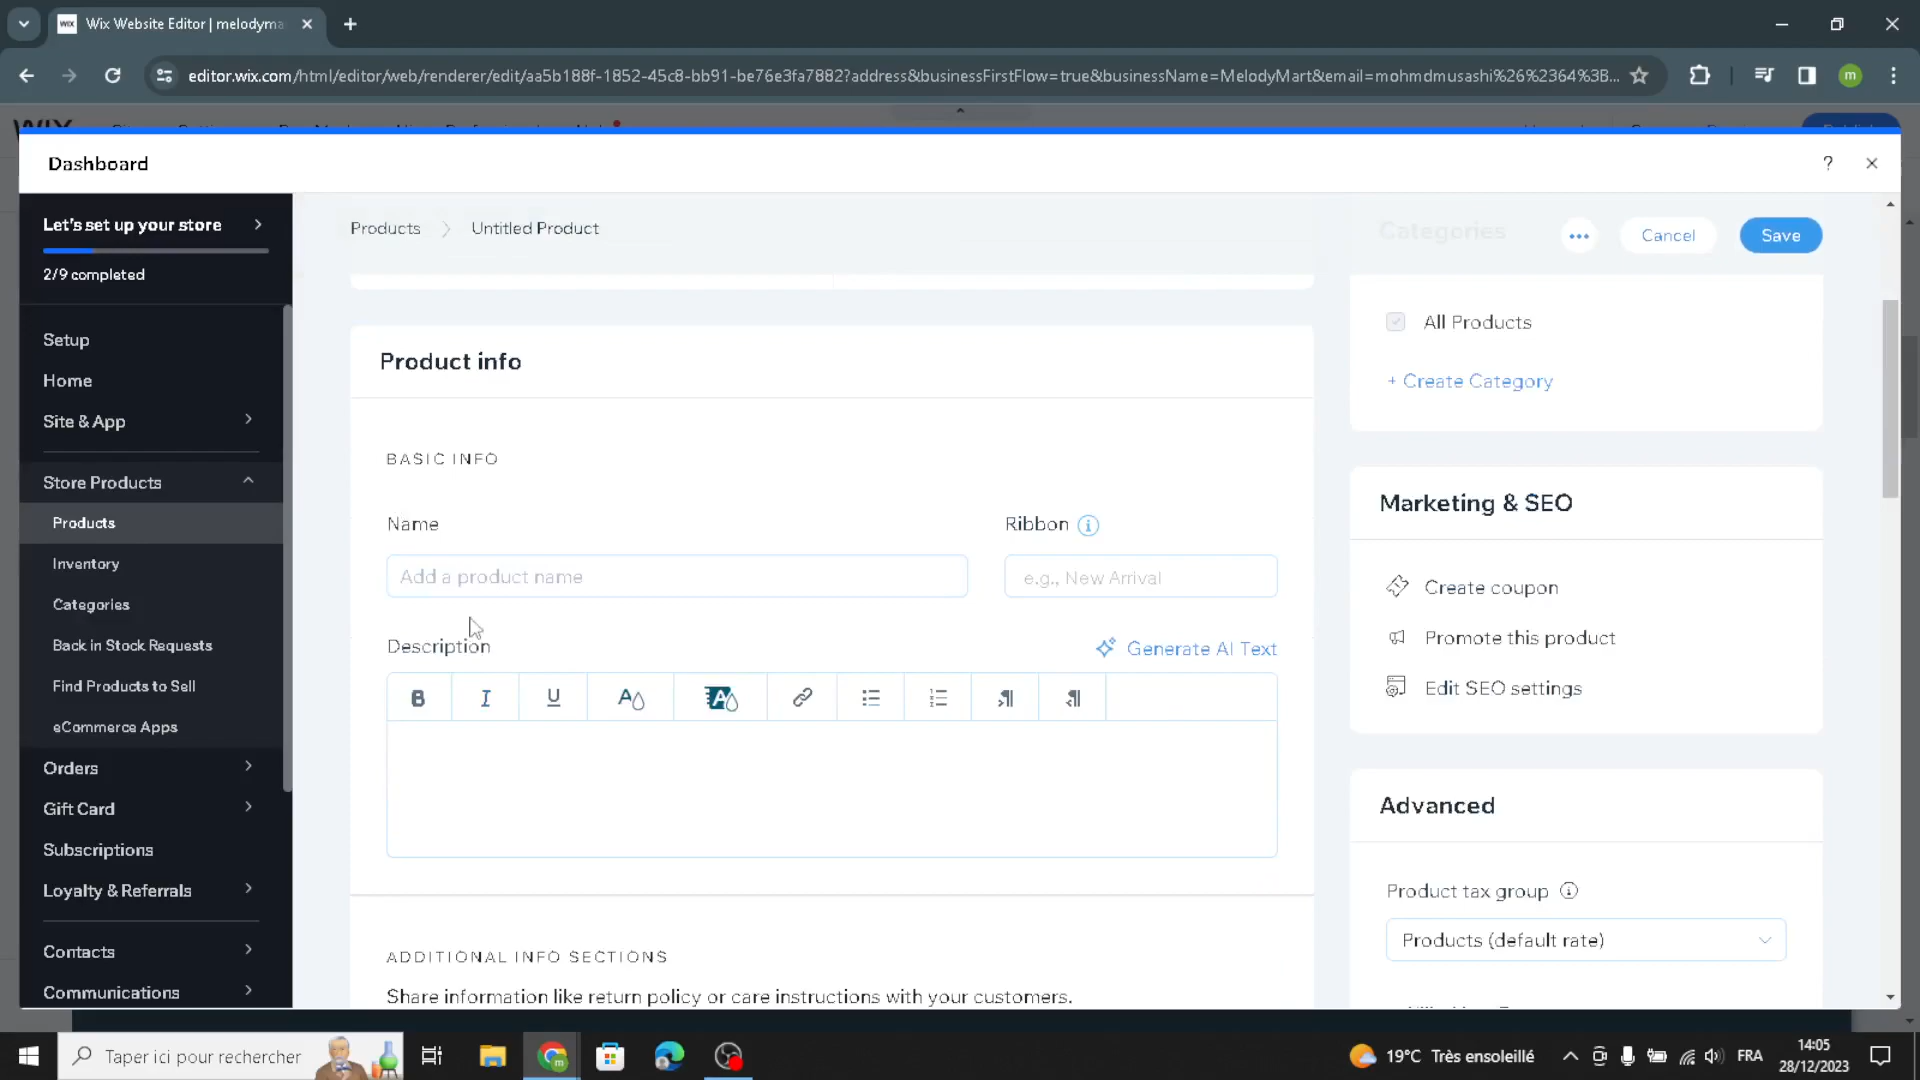 Wix Website Editor | melodyma
editor.wix.com/html/editor/web/renderer/edit/aa5b188f-1852-45c8-bb91-be76e3fa7882?address&businessFirstFlow=true&businessName=MelodyMart&email=mohmdmusashi%26%2364%3B...
m
WIX
Dashboard
?
Let's set up your store
2/9 completed
Setup
Home
Site & App
Store Products
Products
Inventory
Categories
Back in Stock Requests
Find Products to Sell
eCommerce Apps
Orders
Gift Card
Subscriptions
Loyalty & Referrals
Contacts
Communications
Products
Untitled Product
Categories
Cancel
Save
Product info
BASIC INFO
Name
Ribbon
Add a product name
e.g., New Arrival
Description
Generate AI Text
B I U A A
ADDITIONAL INFO SECTIONS
Share information like return policy or care instructions with your customers.
All Products
+ Create Category
Marketing & SEO
Create coupon
Promote this product
Edit SEO settings
Advanced
Product tax group
Products (default rate)
Taper ici pour rechercher
19°C Très ensoleillé
FRA
14:05
28/12/2023